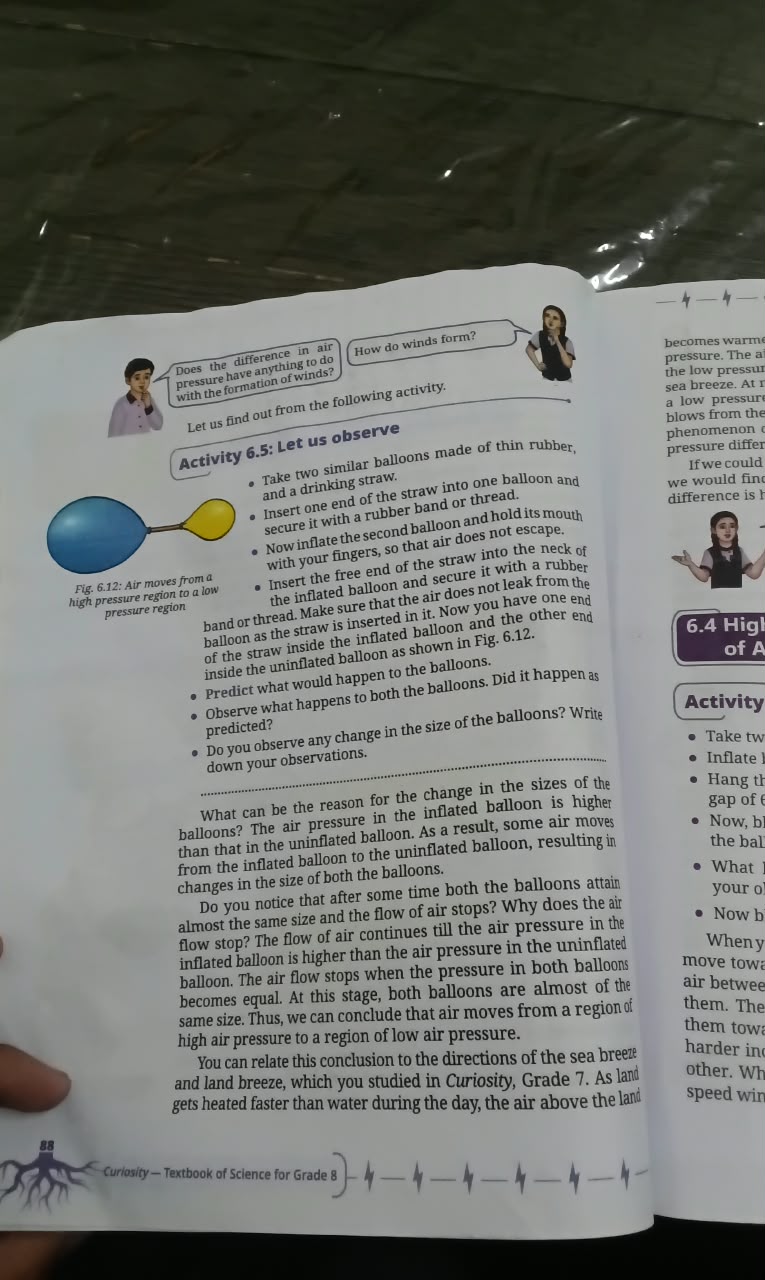 Does the difference in air
pressure have anything to do
with the formation of winds?
How do winds form?
Let us find out from the following activity.
Activity 6.5: Let us observe
• Take two similar balloons made of thin rubber,
and a drinking straw.
• Insert one end of the straw into one balloon and
secure it with a rubber band or thread.
• Now inflate the second balloon and hold its mouth
with your fingers, so that air does not escape.
• Insert the free end of the straw into the neck of
the inflated balloon and secure it with a rubber
band or thread. Make sure that the air does not leak from the
balloon as the straw is inserted in it. Now you have one end
of the straw inside the inflated balloon and the other end
inside the uninflated balloon as shown in Fig. 6.12.
Fig. 6.12: Air moves from a
high pressure region to a low
pressure region
• Predict what would happen to the balloons.
• Observe what happens to both the balloons. Did it happen as
predicted?
• Do you observe any change in the size of the balloons? Write
down your observations.
What can be the reason for the change in the sizes of the
balloons? The air pressure in the inflated balloon is higher
than that in the uninflated balloon. As a result, some air moves
from the inflated balloon to the uninflated balloon, resulting in
changes in the size of both the balloons.
Do you notice that after some time both the balloons attain
almost the same size and the flow of air stops? Why does the air
flow stop? The flow of air continues till the air pressure in the
inflated balloon is higher than the air pressure in the uninflated
balloon. The air flow stops when the pressure in both balloons
becomes equal. At this stage, both balloons are almost of the
same size. Thus, we can conclude that air moves from a region of
high air pressure to a region of low air pressure.
You can relate this conclusion to the directions of the sea breeze
and land breeze, which you studied in Curiosity, Grade 7. As land
gets heated faster than water during the day, the air above the land
88
Curiosity — Textbook of Science for Grade 8
becomes
pressure. The
the low
sea breeze. At
a low
blows from the
phenomenon
pressure
If we could
we would
difference is
6.4
of
Activity
• Take
• Inflate
• Hang
gap of
• Now,
the
• What
your
• Now
When
move
air
them. The
them
harder
other.
speed